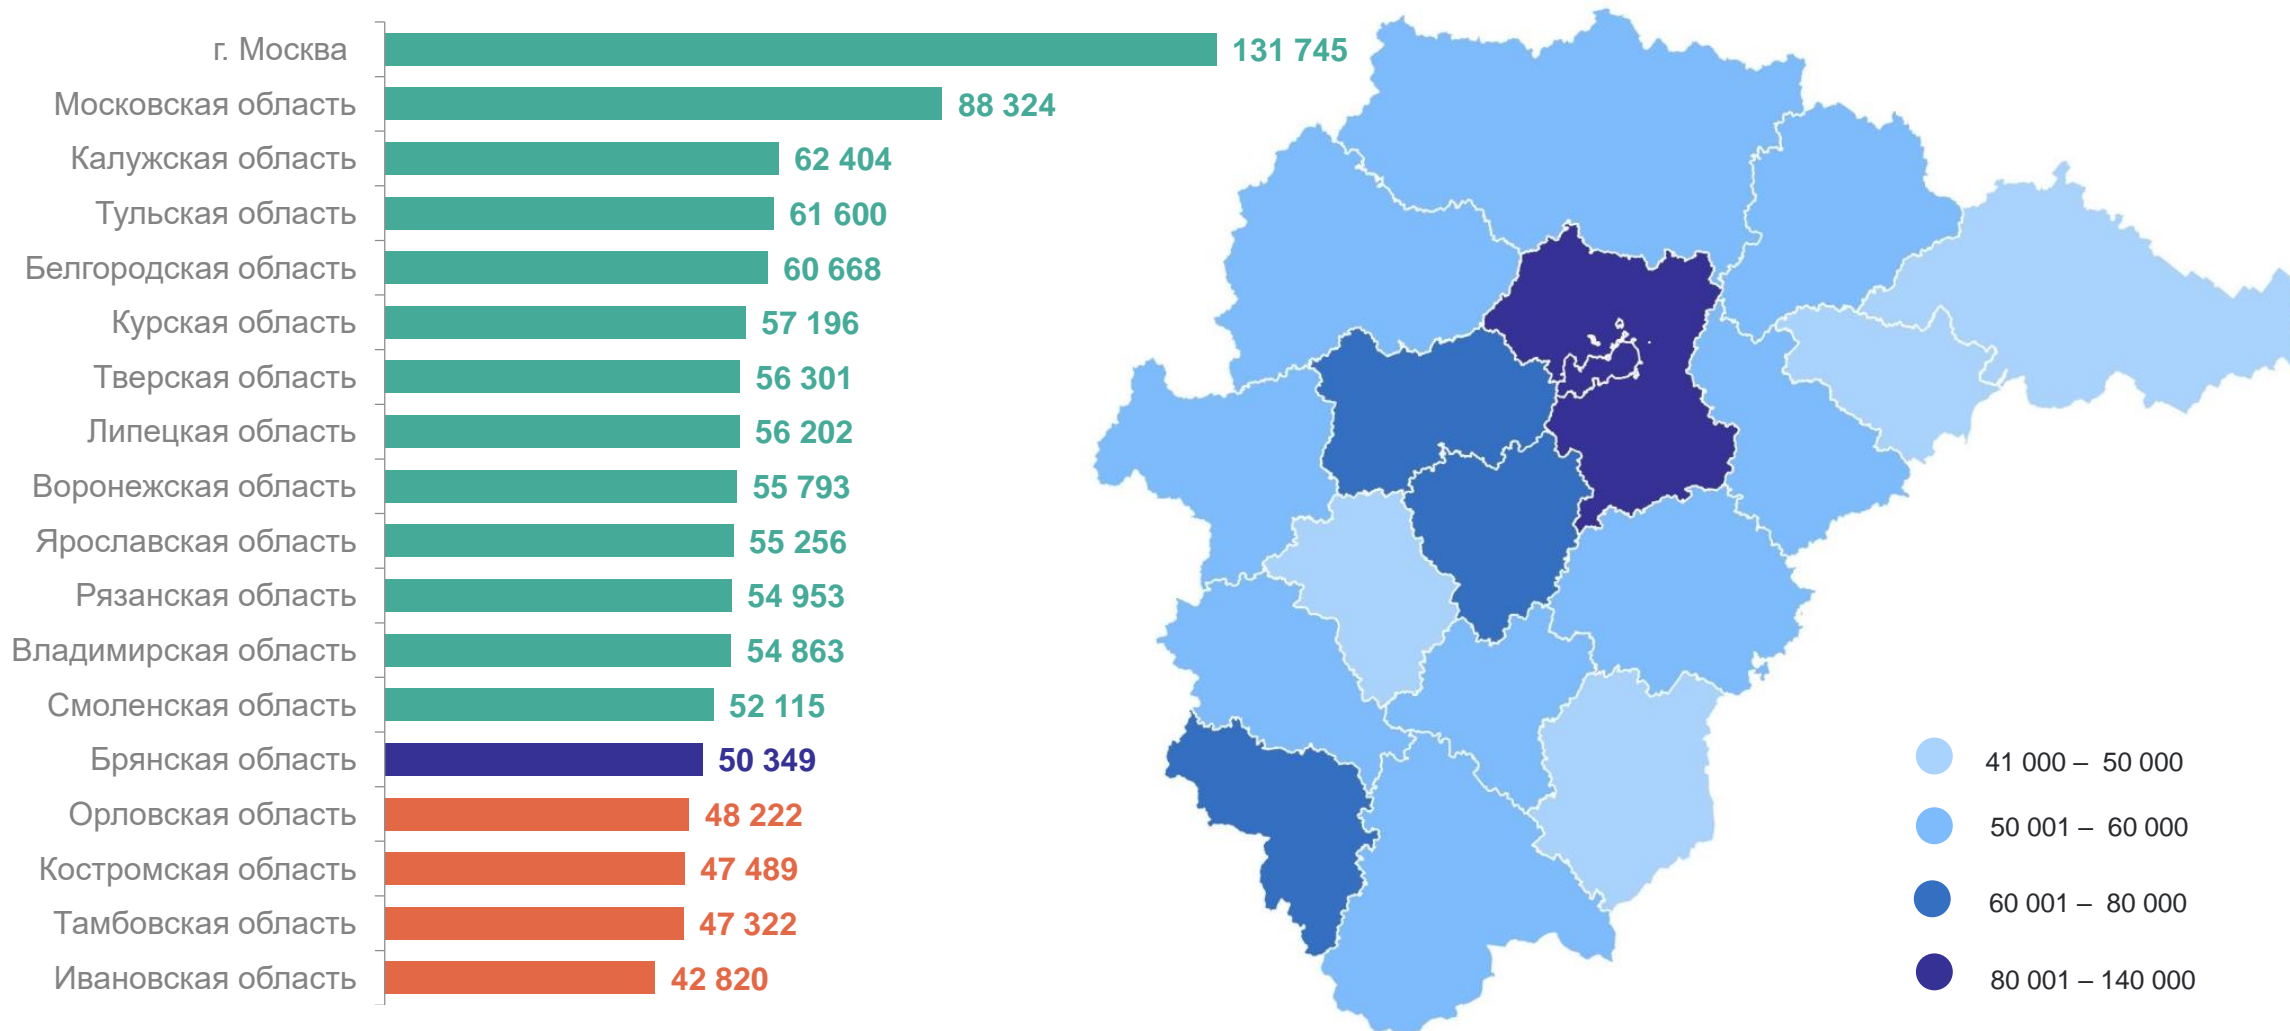 г. Москва 131 745
Московская область 88 324
Калужская область 62 404
Тульская область 61 600
Белгородская область 60 668
Курская область 57 196
Тверская область 56 301
Липецкая область 56 202
Воронежская область 55 793
Ярославская область 55 256
Рязанская область 54 953
Владимирская область 54 863
Смоленская область 52 115
Брянская область 50 349
Орловская область 48 222
Костромская область 47 489
Тамбовская область 47 322
Ивановская область 42 820
41 000 – 50 000
50 001 – 60 000
60 001 – 80 000
80 001 – 140 000